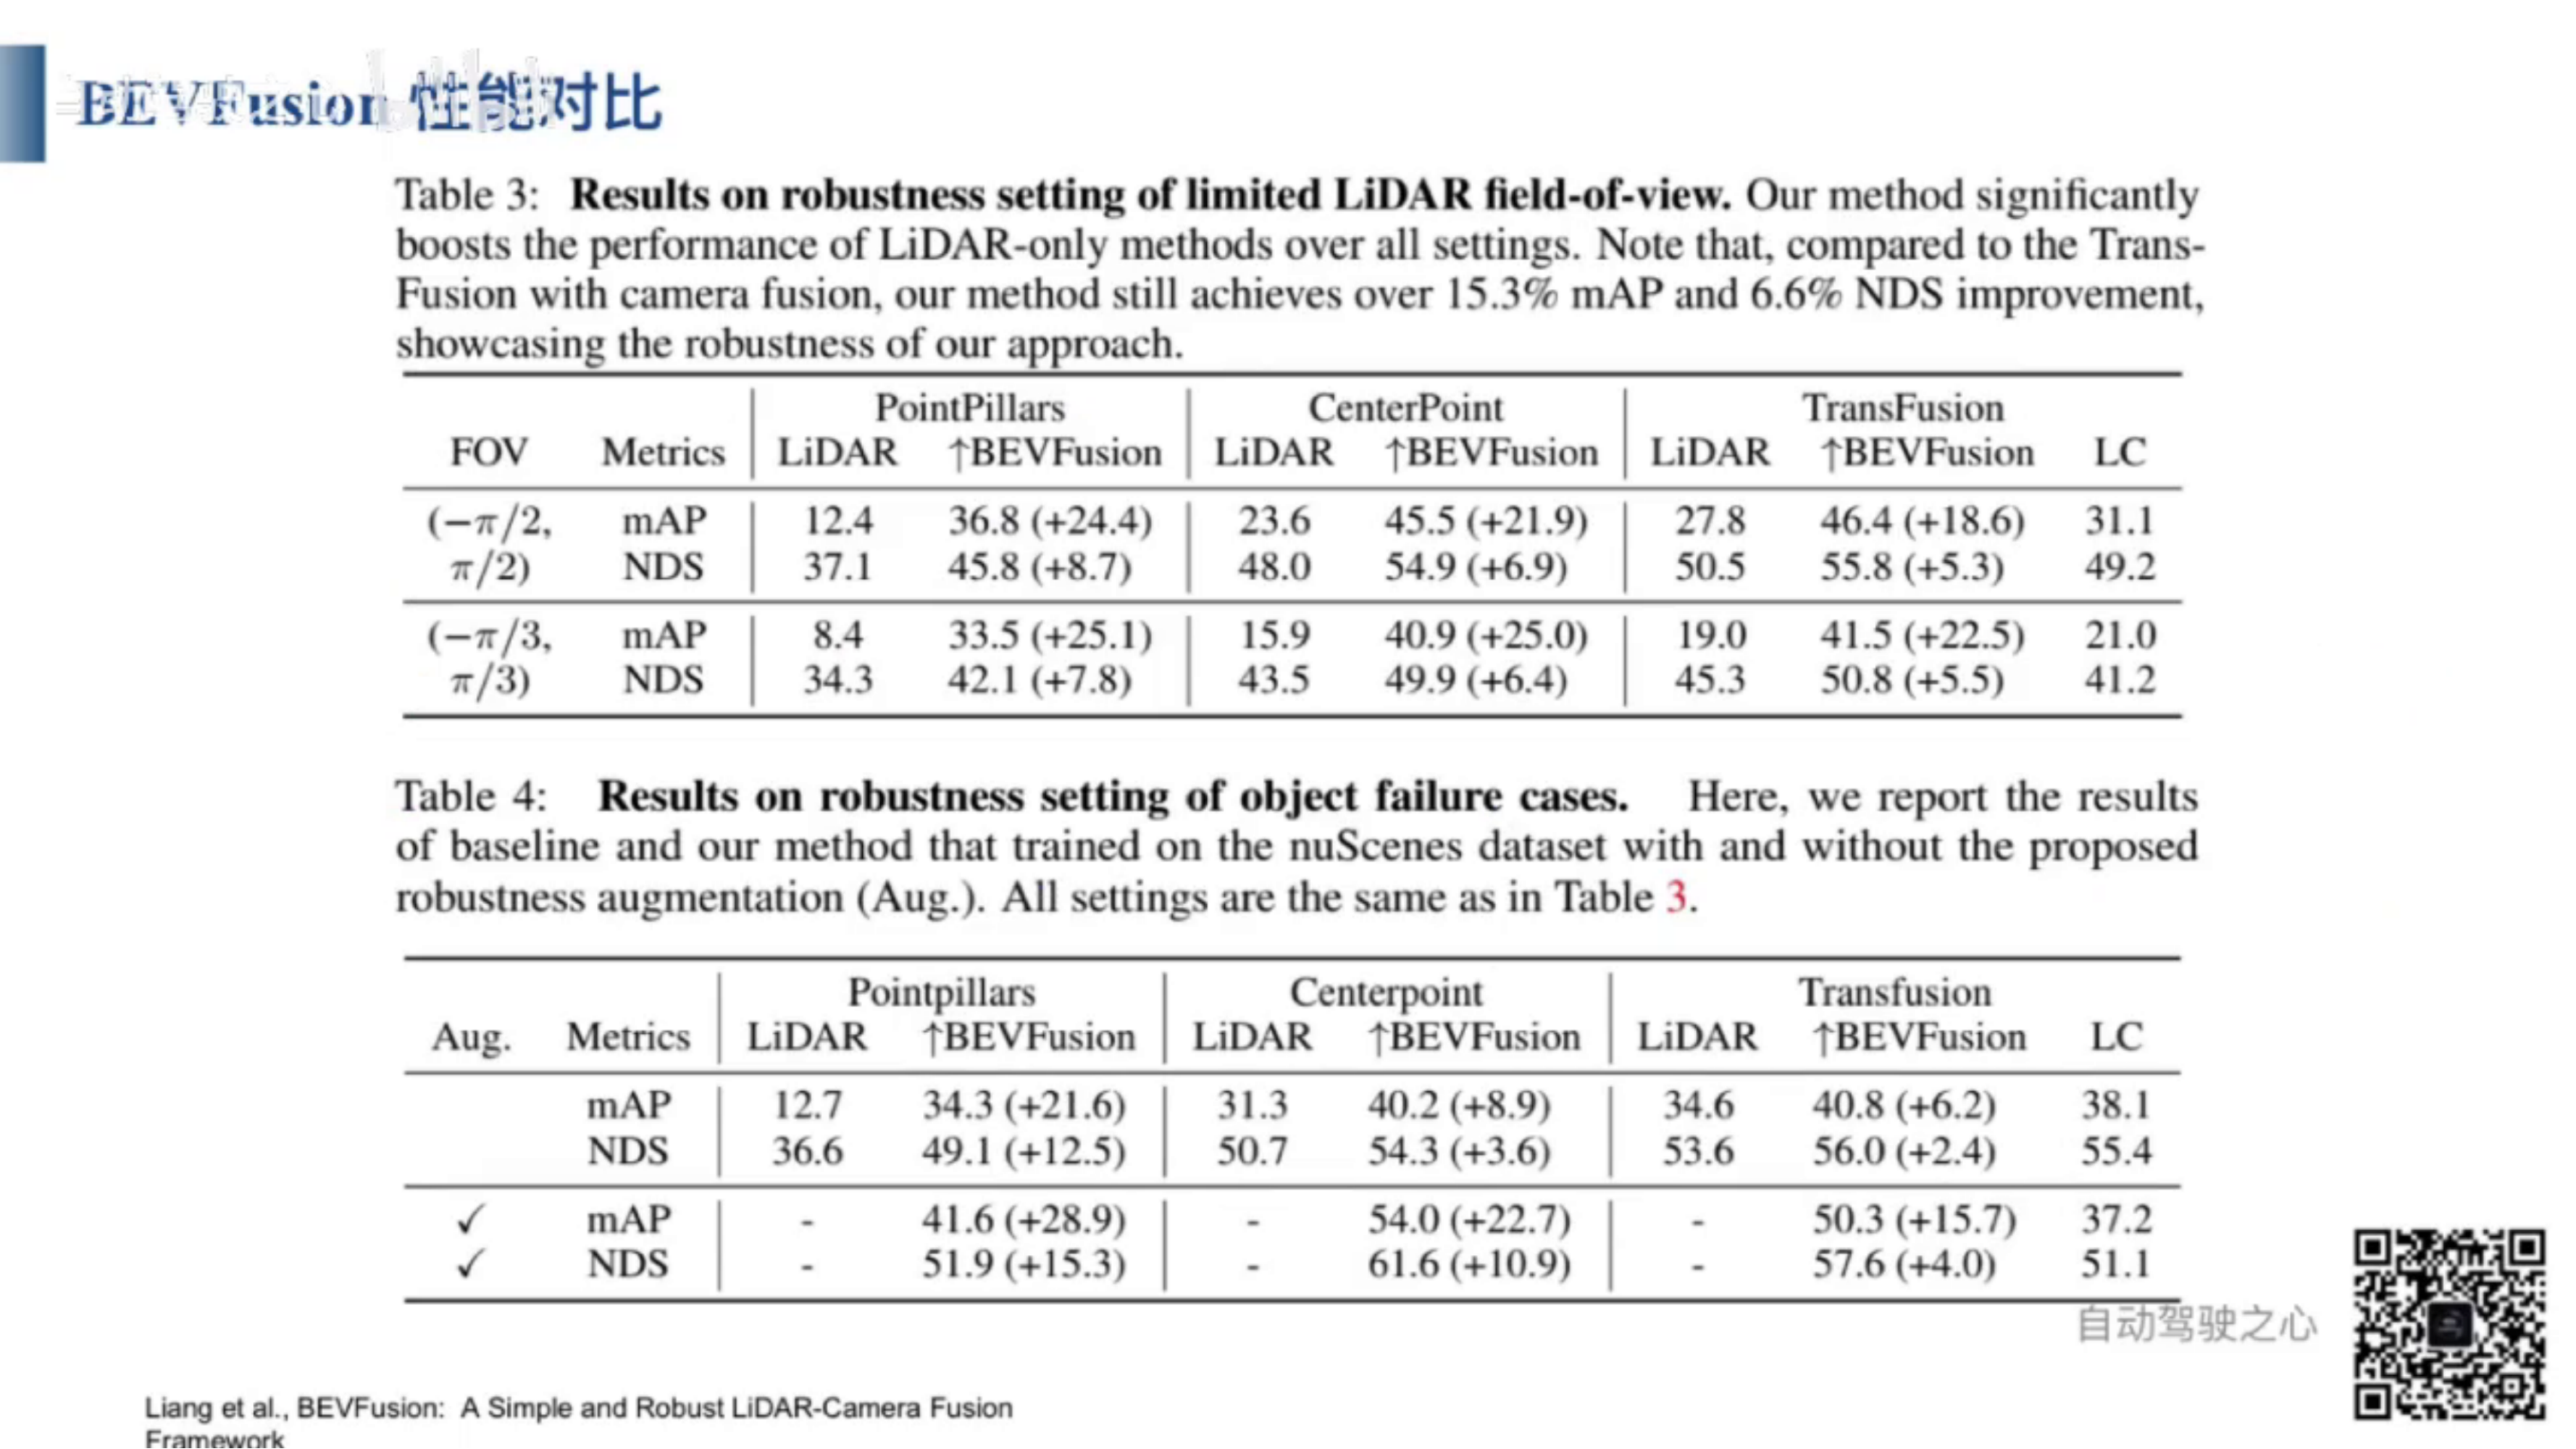 BEVFusion 性能对比
Table 3: Results on robustness setting of limited LiDAR field-of-view. Our method significantly
boosts the performance of LiDAR-only methods over all settings. Note that, compared to the Trans-
Fusion with camera fusion, our method still achieves over 15.3% mAP and 6.6% NDS improvement,
showcasing the robustness of our approach.
PointPillars CenterPoint TransFusion
FOV Metrics LiDAR ↑BEVFusion LiDAR ↑BEVFusion LiDAR ↑BEVFusion LC
(−π/2, mAP 12.4 36.8 (+24.4) 23.6 45.5 (+21.9) 27.8 46.4 (+18.6) 31.1
π/2) NDS 37.1 45.8 (+8.7) 48.0 54.9 (+6.9) 50.5 55.8 (+5.3) 49.2
(−π/3, mAP 8.4 33.5 (+25.1) 15.9 40.9 (+25.0) 19.0 41.5 (+22.5) 21.0
π/3) NDS 34.3 42.1 (+7.8) 43.5 49.9 (+6.4) 45.3 50.8 (+5.5) 41.2
Table 4: Results on robustness setting of object failure cases. Here, we report the results
of baseline and our method that trained on the nuScenes dataset with and without the proposed
robustness augmentation (Aug.). All settings are the same as in Table 3.
Pointpillars Centerpoint Transfusion
Aug. Metrics LiDAR ↑BEVFusion LiDAR ↑BEVFusion LiDAR ↑BEVFusion LC
mAP 12.7 34.3 (+21.6) 31.3 40.2 (+8.9) 34.6 40.8 (+6.2) 38.1
NDS 36.6 49.1 (+12.5) 50.7 54.3 (+3.6) 53.6 56.0 (+2.4) 55.4
✓ mAP - 41.6 (+28.9) - 54.0 (+22.7) - 50.3 (+15.7) 37.2
✓ NDS - 51.9 (+15.3) - 61.6 (+10.9) - 57.6 (+4.0) 51.1
自动驾驶之心
Liang et al., BEVFusion: A Simple and Robust LiDAR-Camera Fusion
Framework